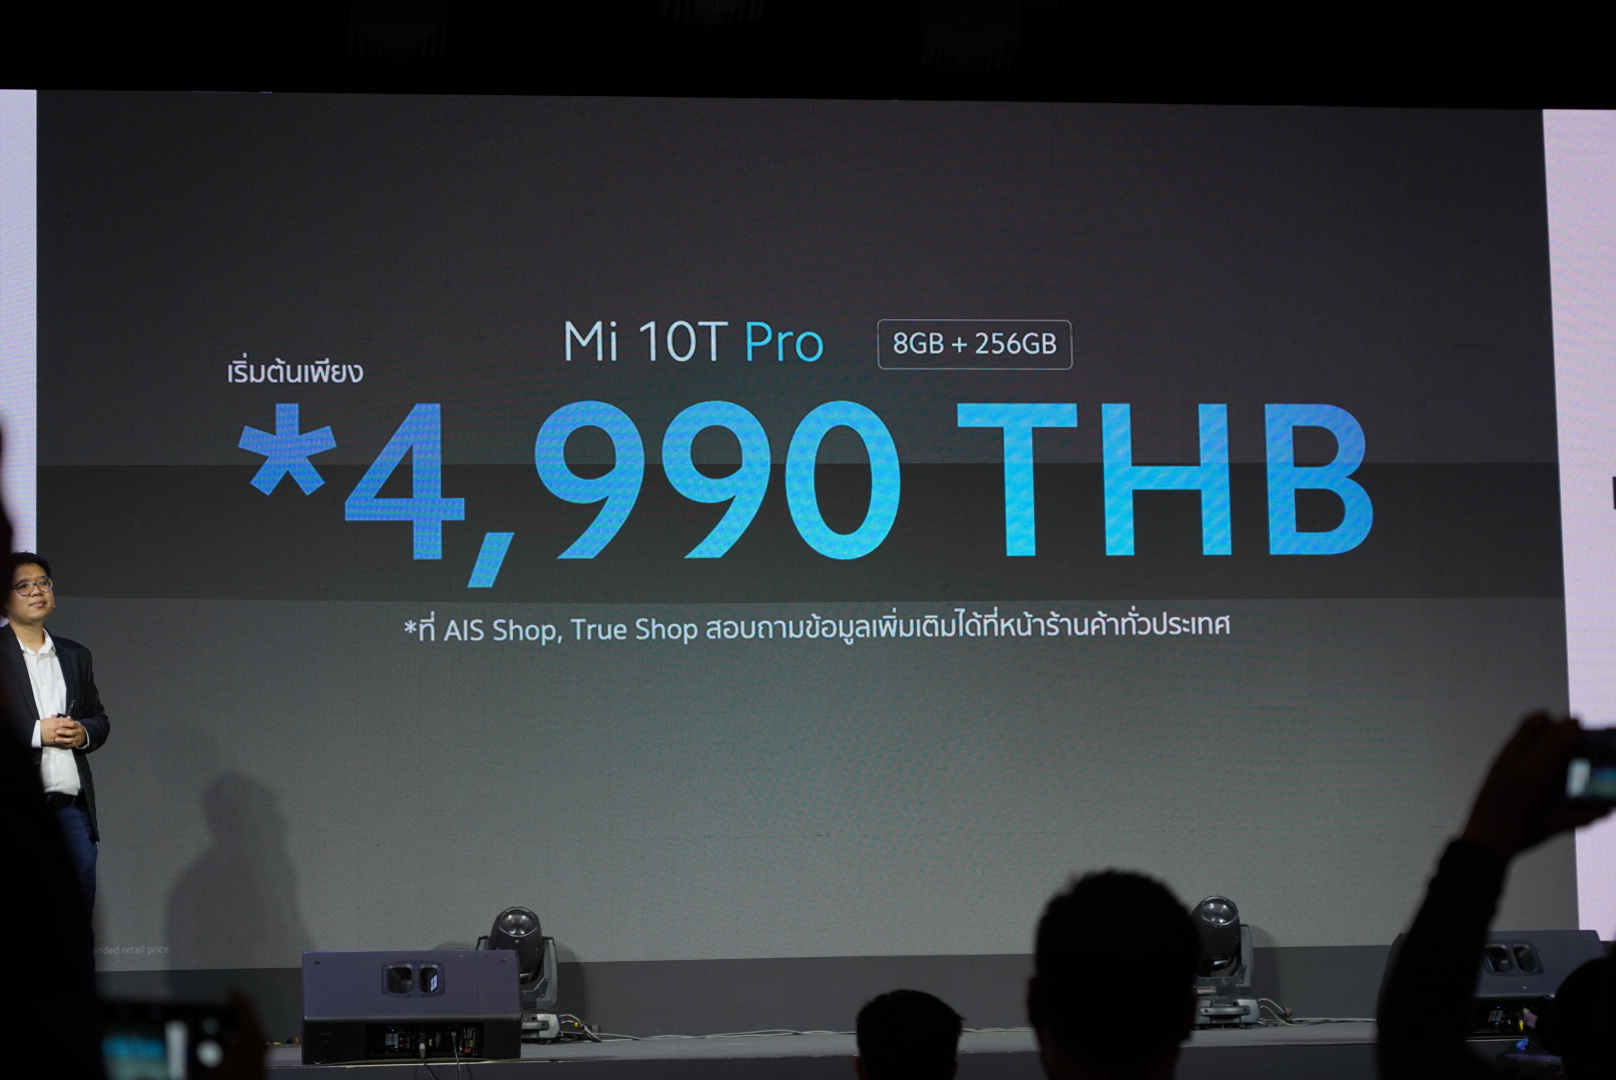 Mi 10T Pro 8GB + 256GB
เริ่มต้นเพียง
*4,990 THB
*ที่ AIS Shop, True Shop สอบถามข้อมูลเพิ่มเติมได้ที่หน้าร้านค้าทั่วประเทศ
retail price